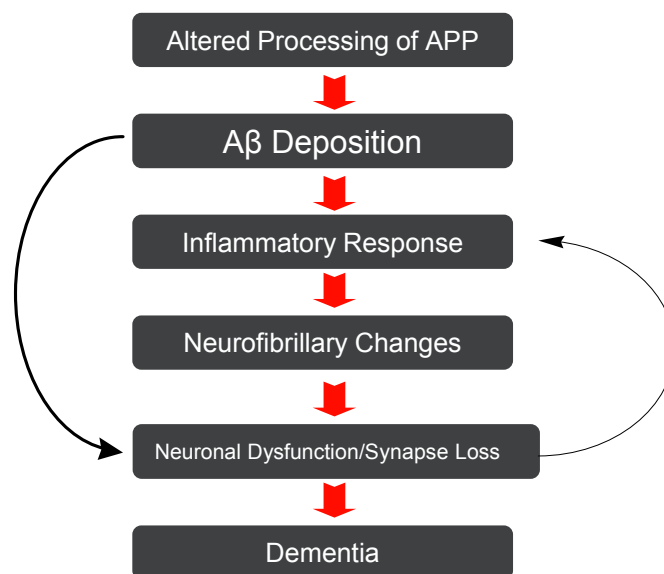 Altered Processing of APP
Aβ Deposition
Inflammatory Response
Neurofibrillary Changes
Neuronal Dysfunction/Synapse Loss
Dementia